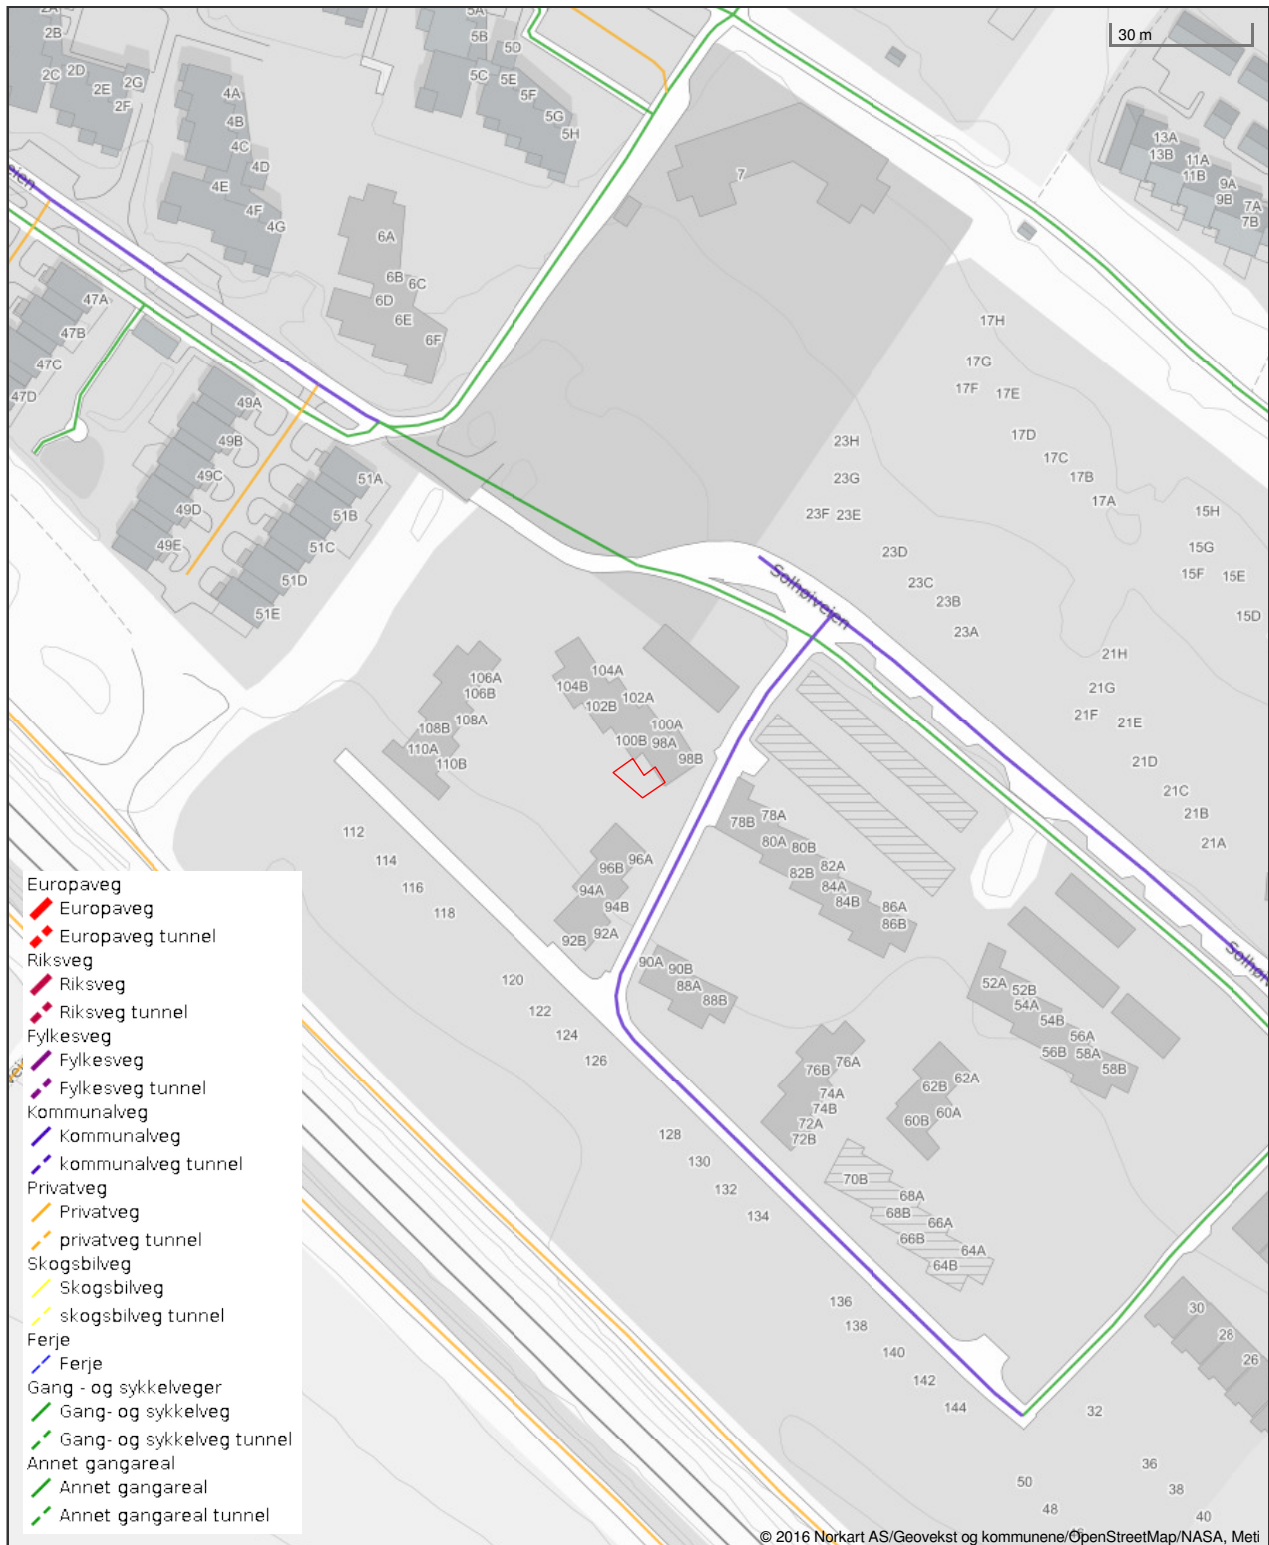 2A
2B
2C
2D
2E
2F
2G
4A
4B
4C
4D
4E
4F
4G
5A
5B
5C
5D
5E
5F
5G
5H
30 m
13A
13B
11A
11B
9A
9B
7A
7B
7
6A
6B
6C
6D
6E
6F
47A
47B
47C
47D
49A
49B
49C
49D
49E
51A
51B
51C
51D
51E
17H
17G
17F
17E
17D
17C
17B
17A
23H
23G
23F
23E
23D
23C
23B
23A
15H
15G
15F
15E
15D
Solhøiveien
21H
21G
21F
21E
21D
21C
21B
21A
106A
106B
108A
108B
110A
110B
104A
104B
102A
102B
100A
100B
98A
98B
112
114
116
118
96A
96B
94A
94B
92A
92B
78A
78B
80A
80B
82A
82B
84A
84B
86A
86B
90A
90B
88A
88B
120
122
124
126
52A
52B
54A
54B
56A
56B
58A
58B
76A
76B
74A
74B
72A
72B
62A
62B
60A
60B
128
130
132
134
70B
68A
68B
66A
66B
64A
64B
136
138
140
142
144
30
28
26
32
36
38
40
50
48
Europaveg
Europaveg
Europaveg tunnel
Riksveg
Riksveg
Riksveg tunnel
Fylkesveg
Fylkesveg
Fylkesveg tunnel
Kommunalveg
Kommunalveg
kommunalveg tunnel
Privatveg
Privatveg
privatveg tunnel
Skogsbilveg
Skogsbilveg
skogsbilveg tunnel
Ferje
Ferje
Gang - og sykkelveger
Gang- og sykkelveg
Gang- og sykkelveg tunnel
Annet gangareal
Annet gangareal
Annet gangareal tunnel
© 2016 Norkart AS/Geovekst og kommunene/OpenStreetMap/NASA, Meti